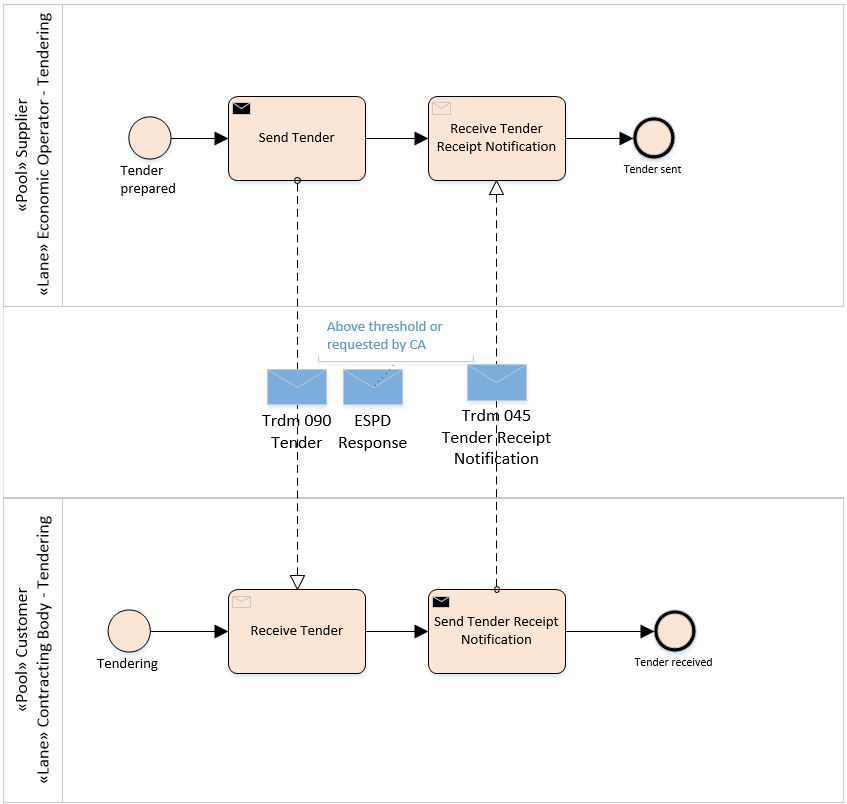 «Pool» Supplier
«Lane» Economic Operator - Tendering
Send Tender
Receive Tender
Receipt Notification
Tender
prepared
Tender sent
Above threshold or
requested by CA
Trdm 090
Tender
ESPD
Response
Trdm 045
Tender Receipt
Notification
«Pool» Customer
«Lane» Contracting Body - Tendering
Receive Tender
Send Tender Receipt
Notification
Tendering
Tender received